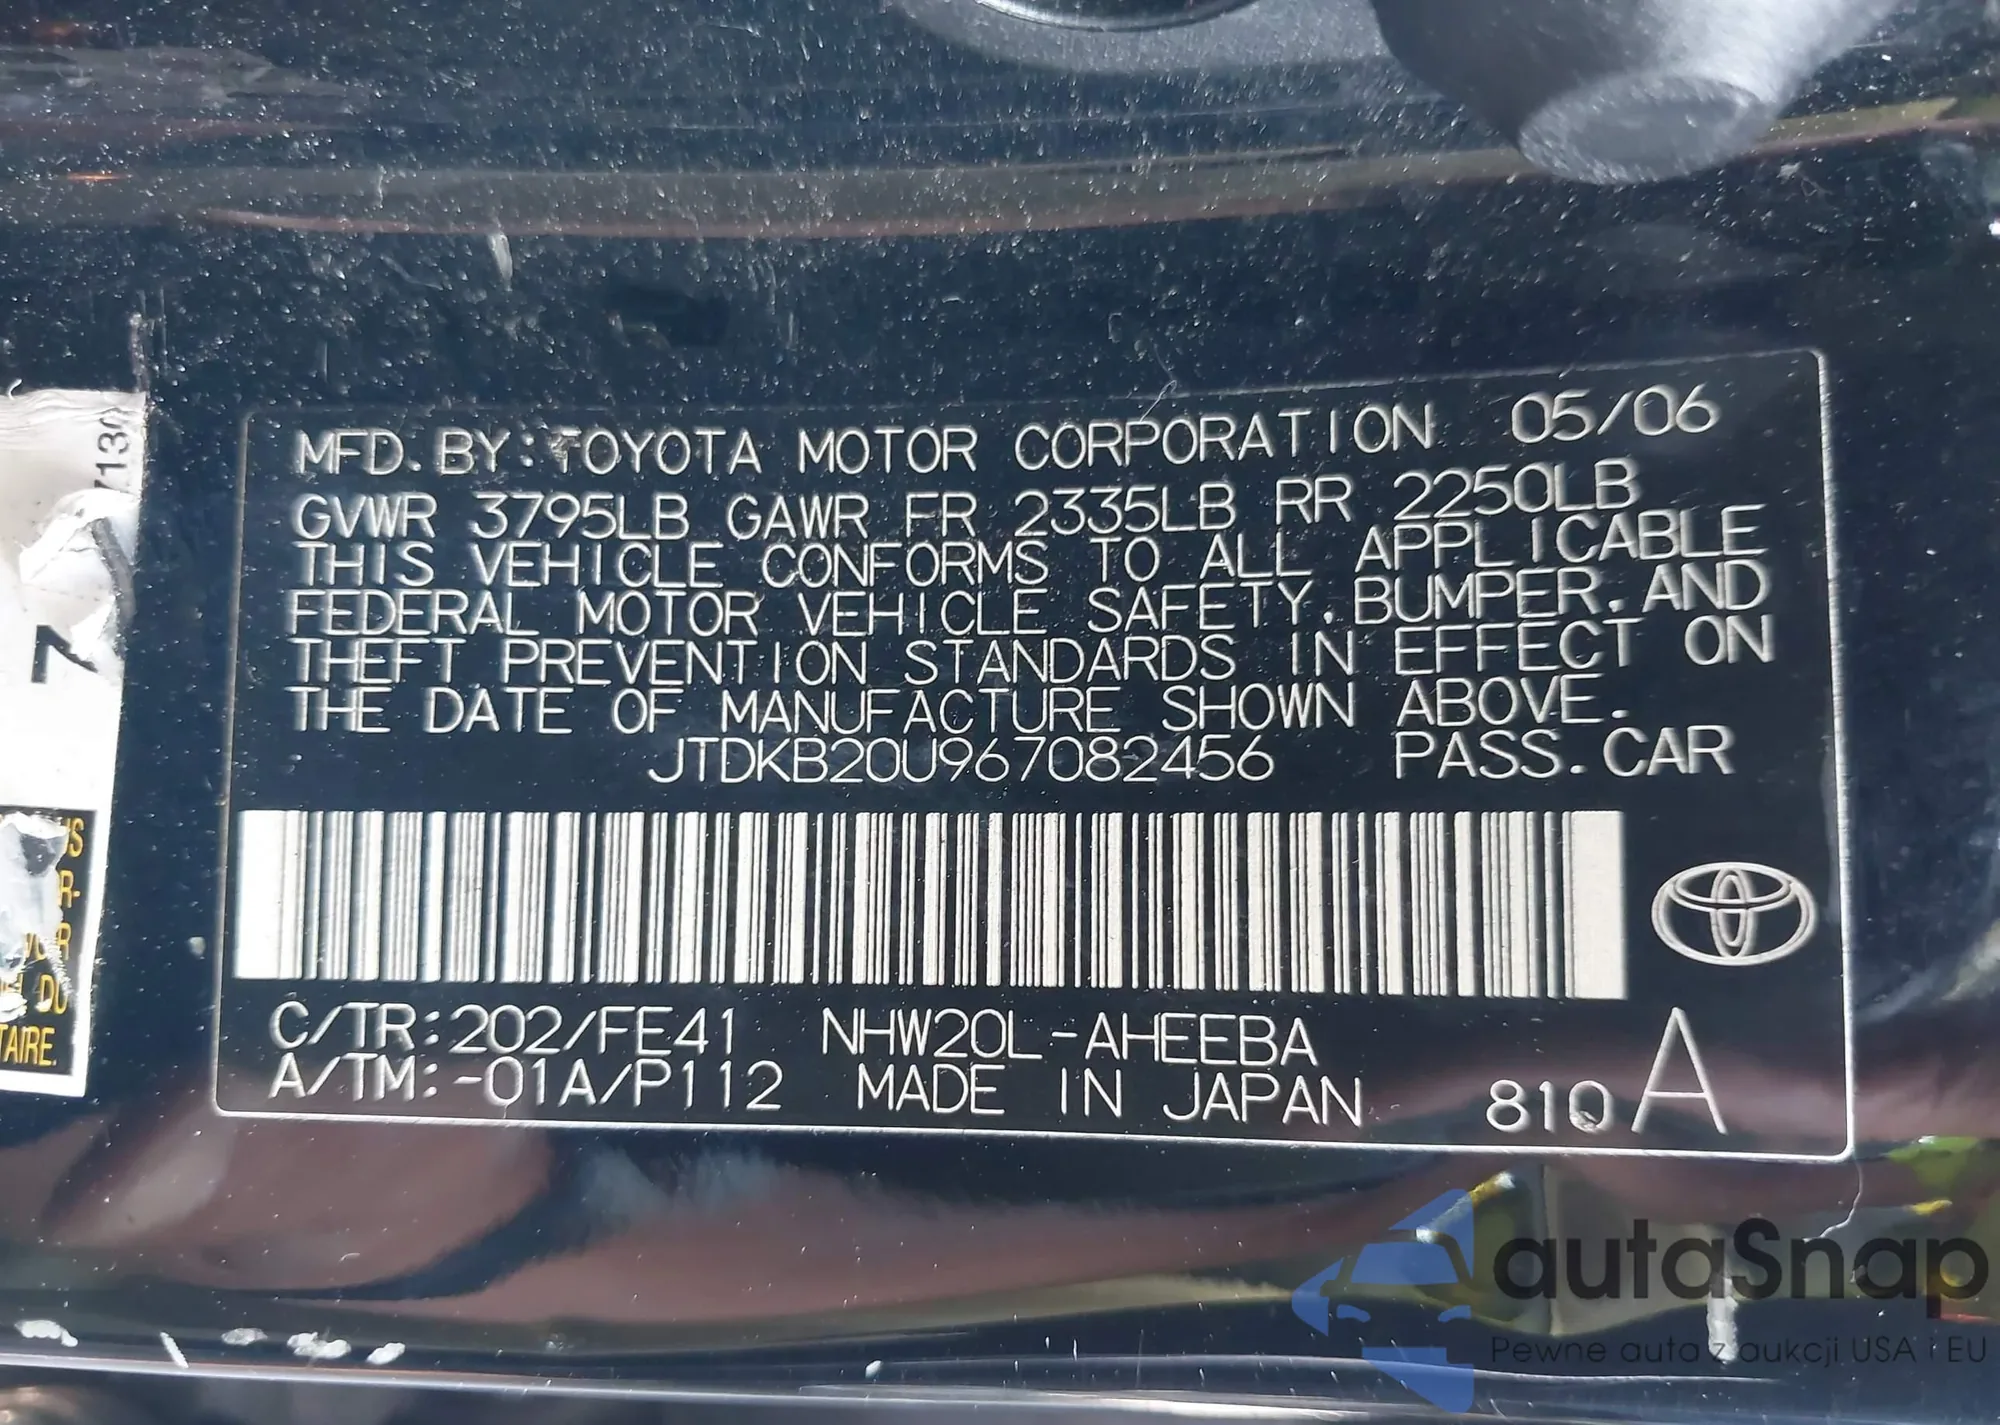 MFD. BY: TOYOTA MOTOR CORPORATION 05/06
GVWR 3795LB GAWR FR 2335LB RR 2250LB
THIS VEHICLE CONFORMS TO ALL APPLICABLE
FEDERAL MOTOR VEHICLE SAFETY, BUMPER, AND
THEFT PREVENTION STANDARDS IN EFFECT ON
THE DATE OF MANUFACTURE SHOWN ABOVE.
JTDKB20U967082456 PASS. CAR
C/TR:202/FE41 NHW20L-AHEEBA
A/TM:-01A/P112 MADE IN JAPAN 810 A
7
DU
TAIRE.
autaSnap
Pewne auta z aukcji USA i EU